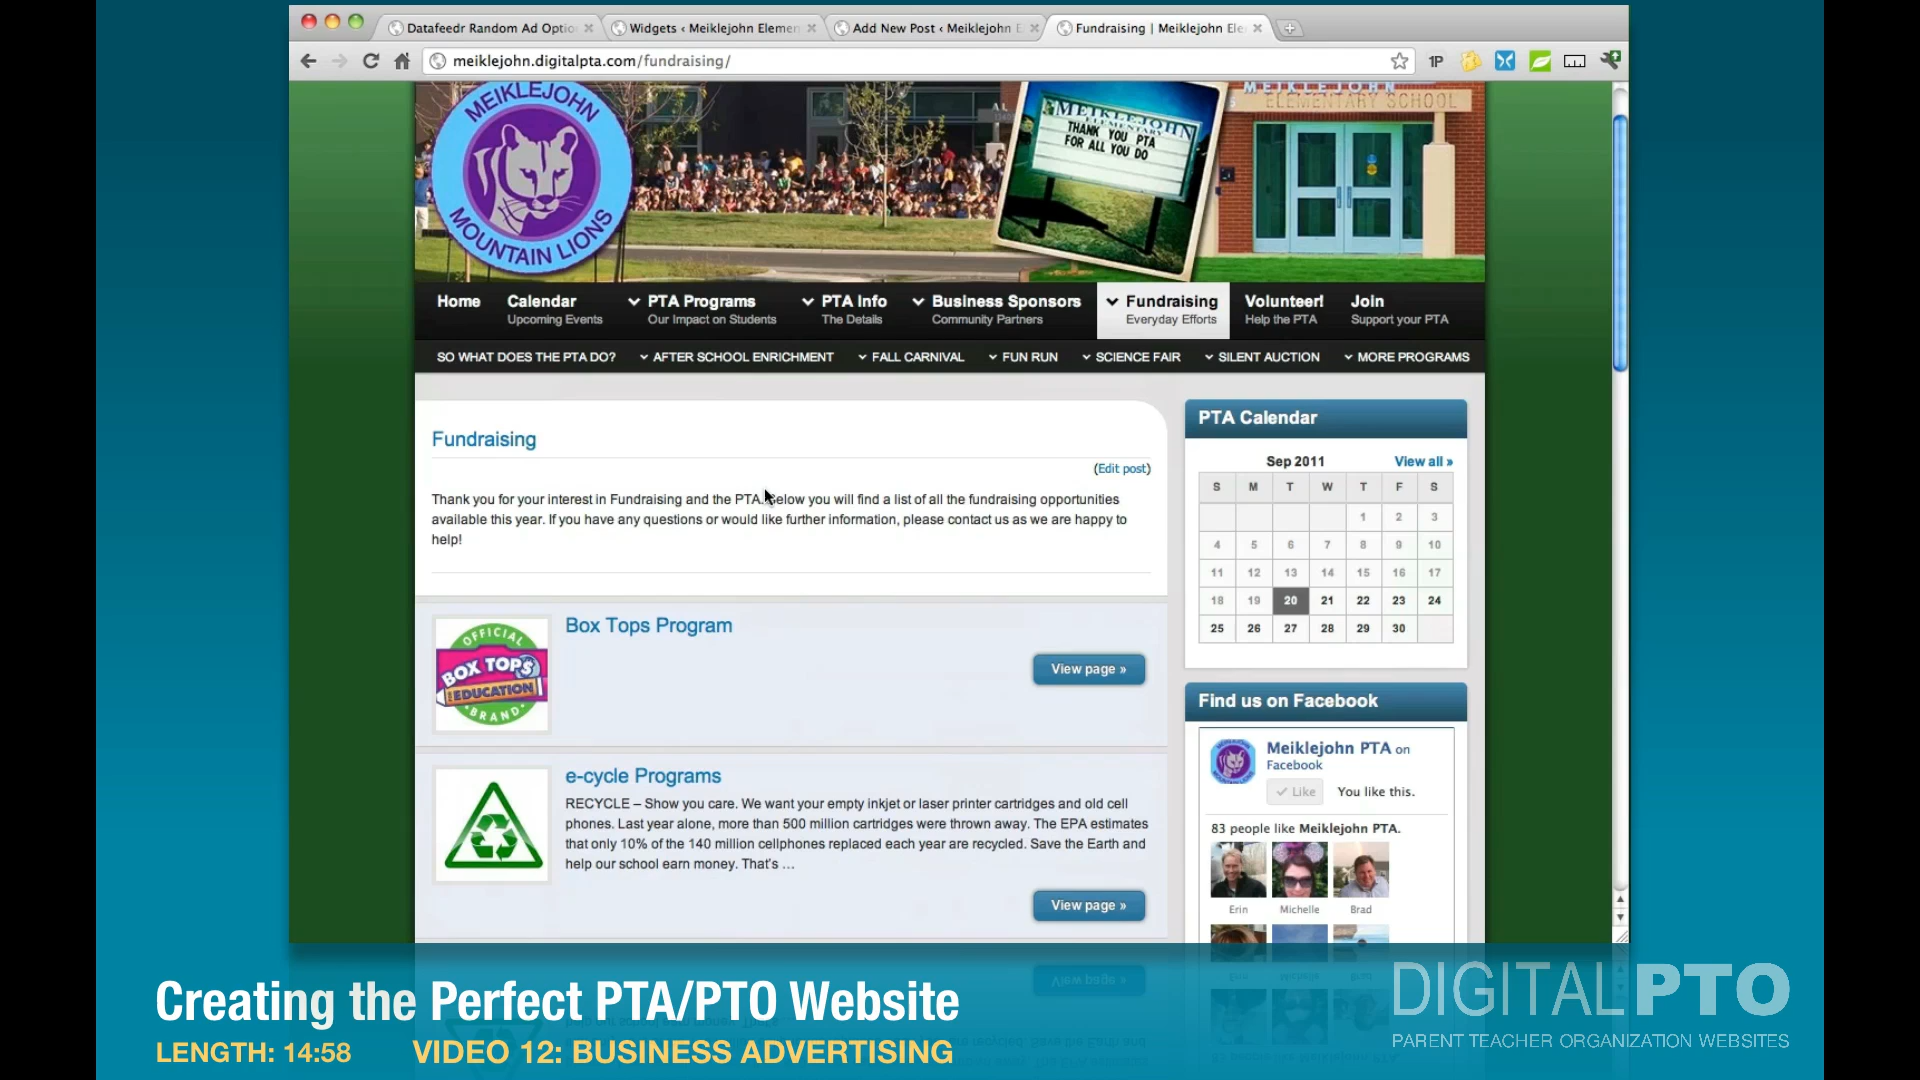 Datafeedr Random Ad Optio
Widgets ‹ Meiklejohn Elemen
Add New Post ‹ Meiklejohn E
Fundraising | Meiklejohn Ele
meiklejohn.digitalpta.com/fundraising/
1P
MEIKLEJOHN
MOUNTAIN LIONS
MEIKLEJOHN
ELEMENTARY
THANK YOU PTA
FOR ALL YOU DO
MEIKLEJOHN
ELEMENTARY SCHOOL
Home
Calendar
Upcoming Events
PTA Programs
Our Impact on Students
PTA Info
The Details
Business Sponsors
Community Partners
Fundraising
Everyday Efforts
Volunteer!
Help the PTA
Join
Support your PTA
SO WHAT DOES THE PTA DO? AFTER SCHOOL ENRICHMENT FALL CARNIVAL FUN RUN SCIENCE FAIR SILENT AUCTION MORE PROGRAMS
Fundraising
(Edit post)
Thank you for your interest in Fundraising and the PTA. Below you will find a list of all the fundraising opportunities
available this year. If you have any questions or would like further information, please contact us as we are happy to
help!
OFFICIAL
BOX TOPS
FOR EDUCATION
BRAND
Box Tops Program
View page »
e-cycle Programs
RECYCLE – Show you care. We want your empty inkjet or laser printer cartridges and old cell
phones. Last year alone, more than 500 million cartridges were thrown away. The EPA estimates
that only 10% of the 140 million cellphones replaced each year are recycled. Save the Earth and
help our school earn money. That's ...
View page »
PTA Calendar
Sep 2011 View all »
S M T W T F S
1 2 3
4 5 6 7 8 9 10
11 12 13 14 15 16 17
18 19 20 21 22 23 24
25 26 27 28 29 30
Find us on Facebook
Meiklejohn PTA on
Facebook
Like You like this.
83 people like Meiklejohn PTA.
Erin Michelle Brad
Creating the Perfect PTA/PTO Website
LENGTH: 14:58 VIDEO 12: BUSINESS ADVERTISING
DIGITALPTO
PARENT TEACHER ORGANIZATION WEBSITES